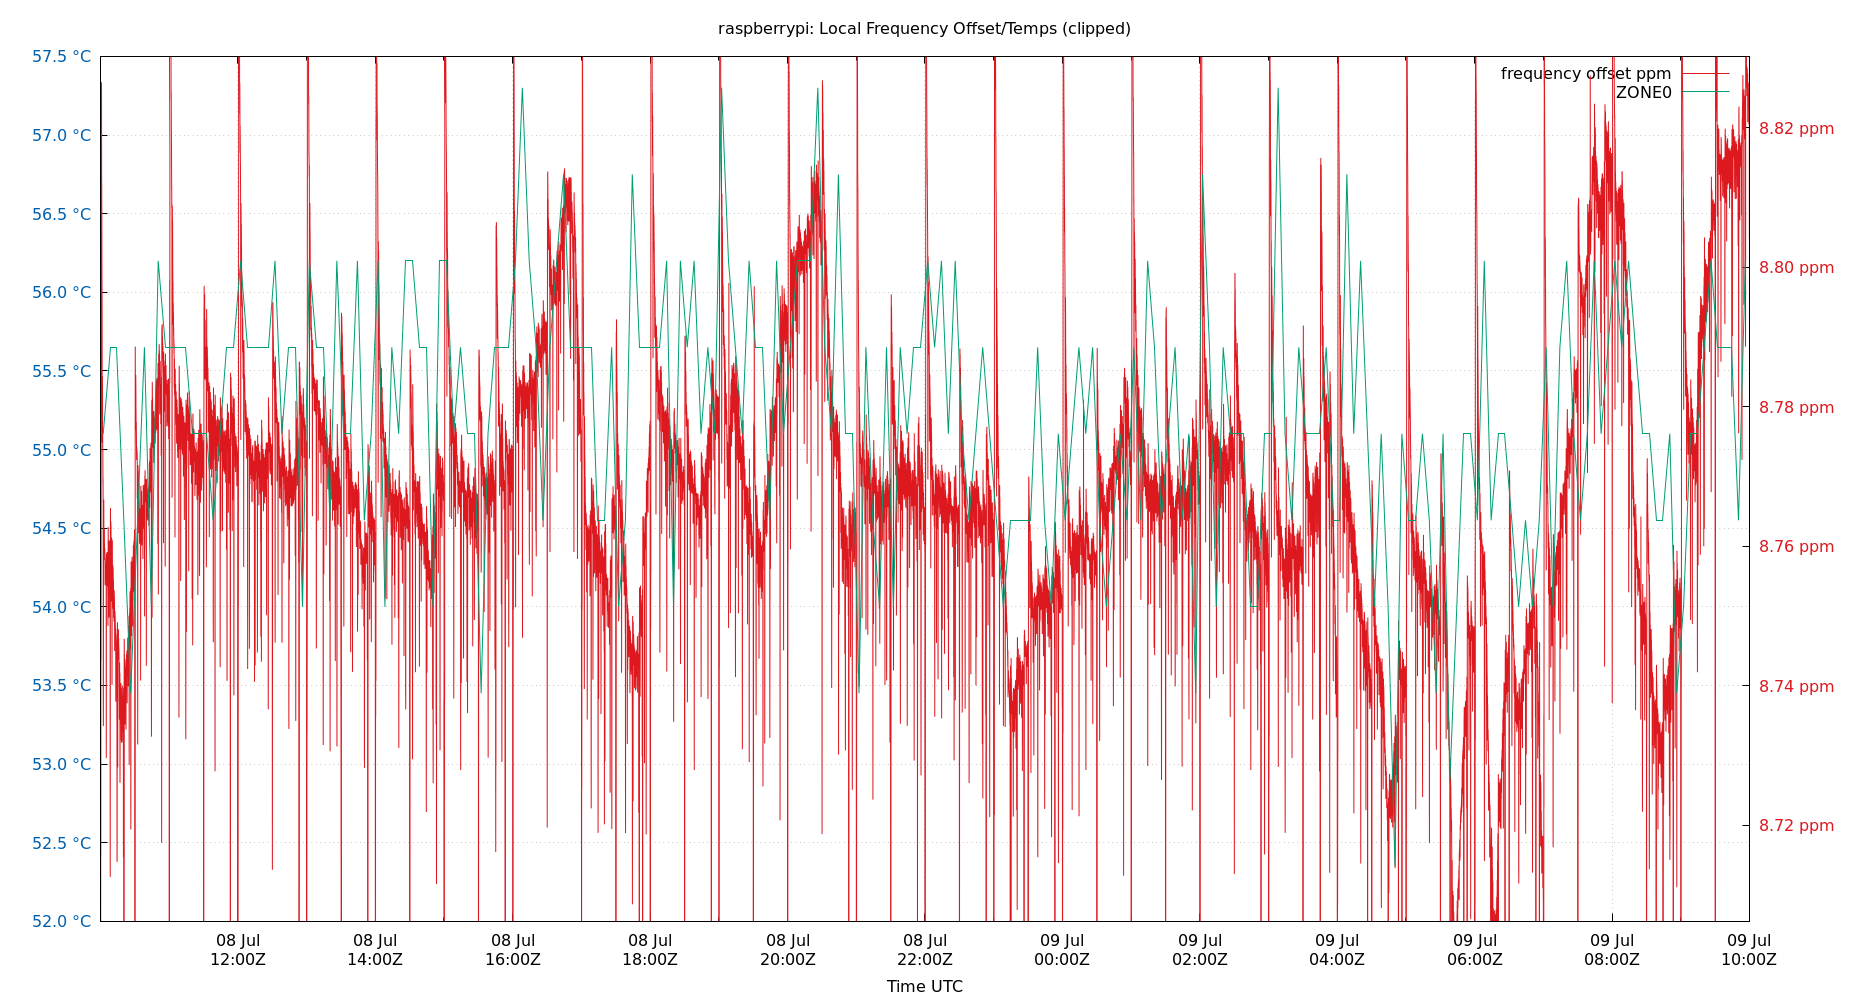 raspberrypi: Local Frequency Offset/Temps (clipped)
frequency offset ppm
ZONE0
57.5 °C
57.0 °C
56.5 °C
56.0 °C
55.5 °C
55.0 °C
54.5 °C
54.0 °C
53.5 °C
53.0 °C
52.5 °C
52.0 °C
8.82 ppm
8.80 ppm
8.78 ppm
8.76 ppm
8.74 ppm
8.72 ppm
08 Jul 08 Jul 08 Jul 08 Jul 08 Jul 08 Jul 09 Jul 09 Jul 09 Jul 09 Jul 09 Jul 09 Jul
12:00Z 14:00Z 16:00Z 18:00Z 20:00Z 22:00Z 00:00Z 02:00Z 04:00Z 06:00Z 08:00Z 10:00Z
Time UTC